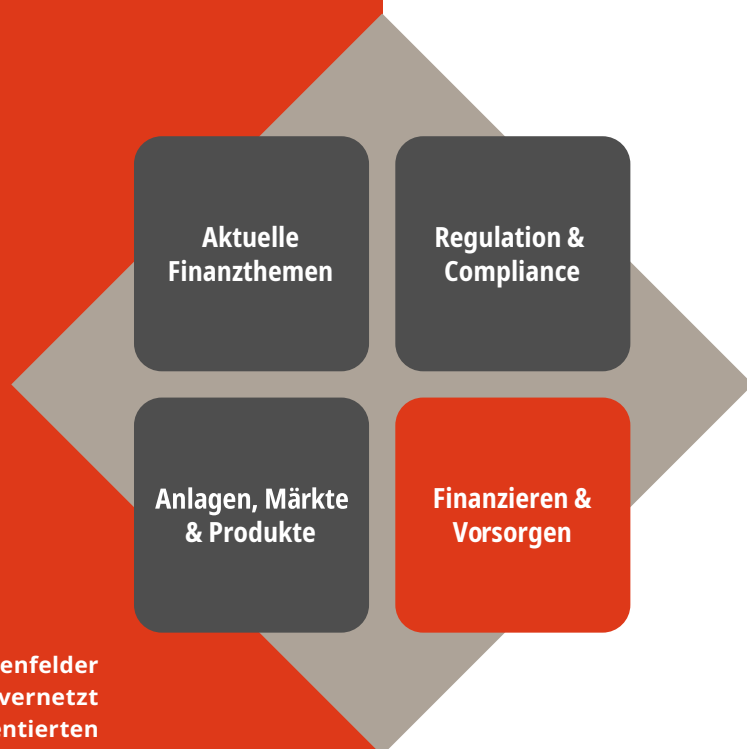 Aktuelle
Finanzthemen
Regulation &
Compliance
Anlagen, Märkte
& Produkte
Finanzieren &
Vorsorgen
enfelder
vernetzt
entierten